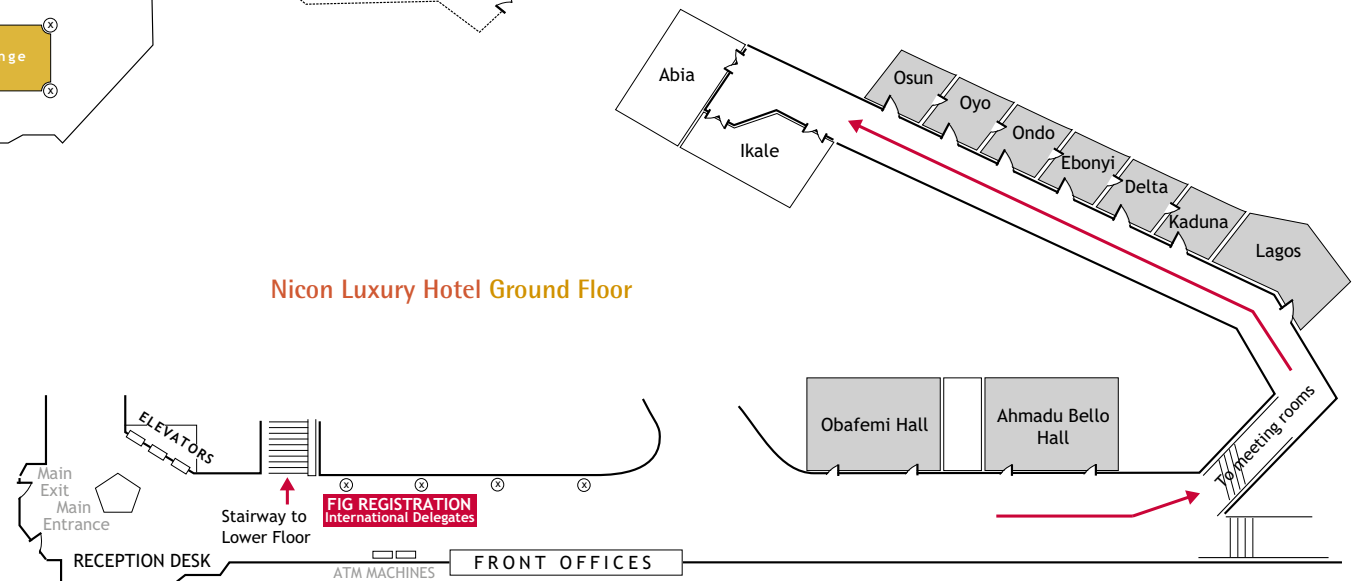 nge
Abia
Ikale
Osun
Oyo
Ondo
Ebonyi
Delta
Kaduna
Lagos
Nicon Luxury Hotel Ground Floor
Obafemi Hall
Ahmadu Bello
Hall
To meeting rooms
ELEVATORS
Main
Exit
Main
Entrance
X
X
X
X
X
X
Stairway to
Lower Floor
FIG REGISTRATION
International Delegates
RECEPTION DESK
ATM MACHINES
FRONT OFFICES